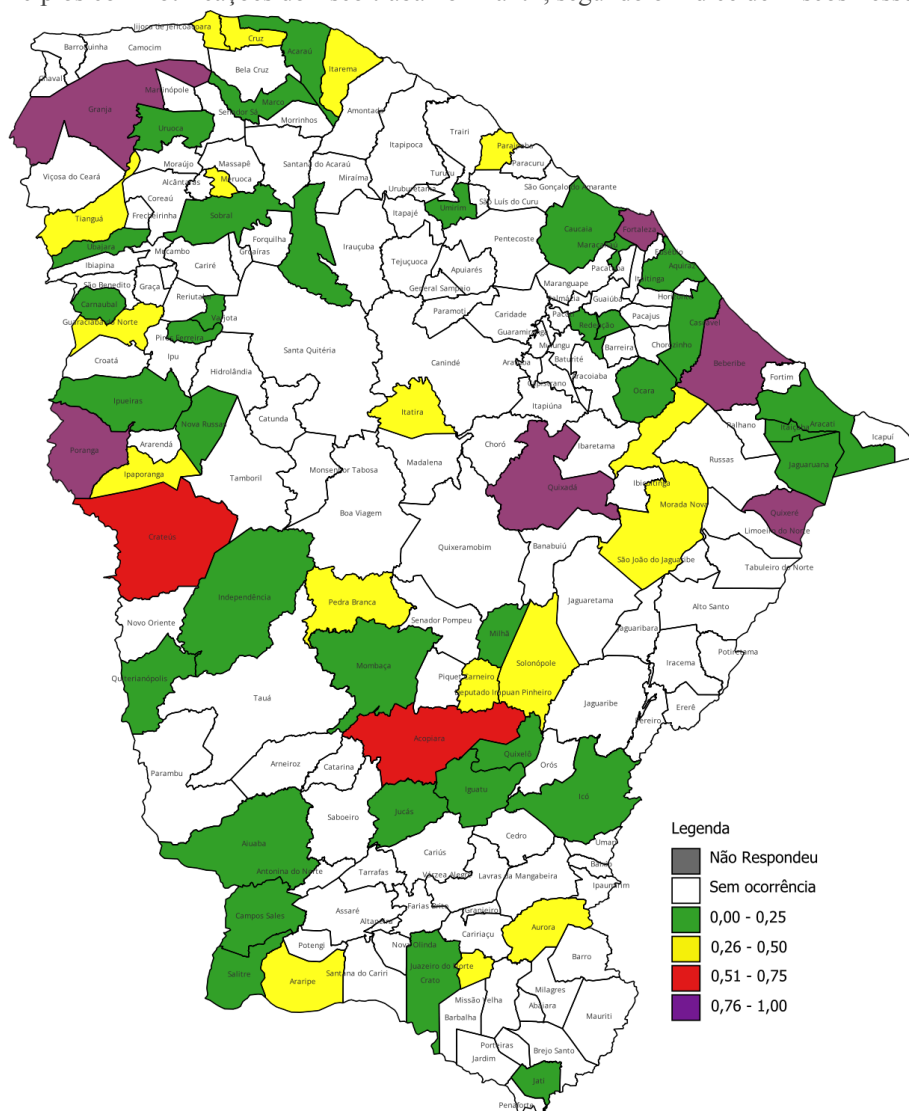 Jijoca de Jericoacoara
Cruz
Barroquinha
Camocim
Acaraú
Itarema
Bela Cruz
Chaval
Martinópole
Granja
Marco
Senador Sá
Morrinhos
Amontada
Uruoca
Trairi
Itapipoca
Paraipaba
Paracuru
Moraújo
Massapê
Santana do Acaraú
Tururu
Viçosa do Ceará
Alcântaras
Meruoca
Miraíma
Uruburetama
São Gonçalo do Amarante
Coreaú
Umirim
São Luís do Curu
Tianguá
Frecheirinha
Sobral
Itapajé
Caucaia
Fortaleza
Forquilha
Irauçuba
Pentecoste
Maracanaú
Ubajara
Mucambo
Groaíras
Eusébio
Ibiapina
Cariré
Tejuçuoca
Apuiarés
Pacatuba
Itaitinga
Aquiraz
São Benedito
Graça
Reriutaba
General Sampaio
Maranguape
Horizonte
Carnaubal
Palmácia
Guaiúba
Guaraciaba do Norte
Varjota
Paramoti
Caridade
Pacajus
Cascavel
Pires Ferreira
Redenção
Guaramiranga
Mulungu
Barreira
Chorozinho
Croatá
Ipu
Santa Quitéria
Canindé
Aratuba
Baturité
Beberibe
Hidrolândia
Aracoiaba
Fortim
Capistrano
Ocara
Ipueiras
Itatira
Itapiúna
Catunda
Nova Russas
Palhano
Aracati
Itaiçaba
Ararendá
Choró
Ibaretama
Icapuí
Poranga
Monsenhor Tabosa
Madalena
Russas
Jaguaruana
Ipaporanga
Tamboril
Quixadá
Ibicuitinga
Morada Nova
Boa Viagem
Quixeré
Limoeiro do Norte
Crateús
Quixeramobim
Banabuiú
São João do Jaguaribe
Tabuleiro do Norte
Independência
Pedra Branca
Jaguaretama
Alto Santo
Novo Oriente
Senador Pompeu
Milhã
Jaguaribara
Potiretama
Quiterianópolis
Mombaça
Piquet Carneiro
Solonópole
Iracema
Tauá
Deputado Irapuan Pinheiro
Jaguaribe
Ererê
Pereiro
Acopiara
Quixelô
Parambu
Arneiroz
Catarina
Orós
Iguatu
Icó
Saboeiro
Jucás
Aiuaba
Cariús
Cedro
Umari
Antonina do Norte
Tarrafas
Várzea Alegre
Lavras da Mangabeira
Baixio
Ipaumirim
Campos Sales
Assaré
Farias Brito
Granjeiro
Altaneira
Aurora
Caririaçu
Potengi
Nova Olinda
Salitre
Araripe
Santana do Cariri
Juazeiro do Norte
Crato
Barro
Missão Velha
Milagres
Abaiara
Mauriti
Barbalha
Porteiras
Jardim
Brejo Santo
Jati
Penaforte
Legenda
Não Respondeu
Sem ocorrência
0,00 - 0,25
0,26 - 0,50
0,51 - 0,75
0,76 - 1,00